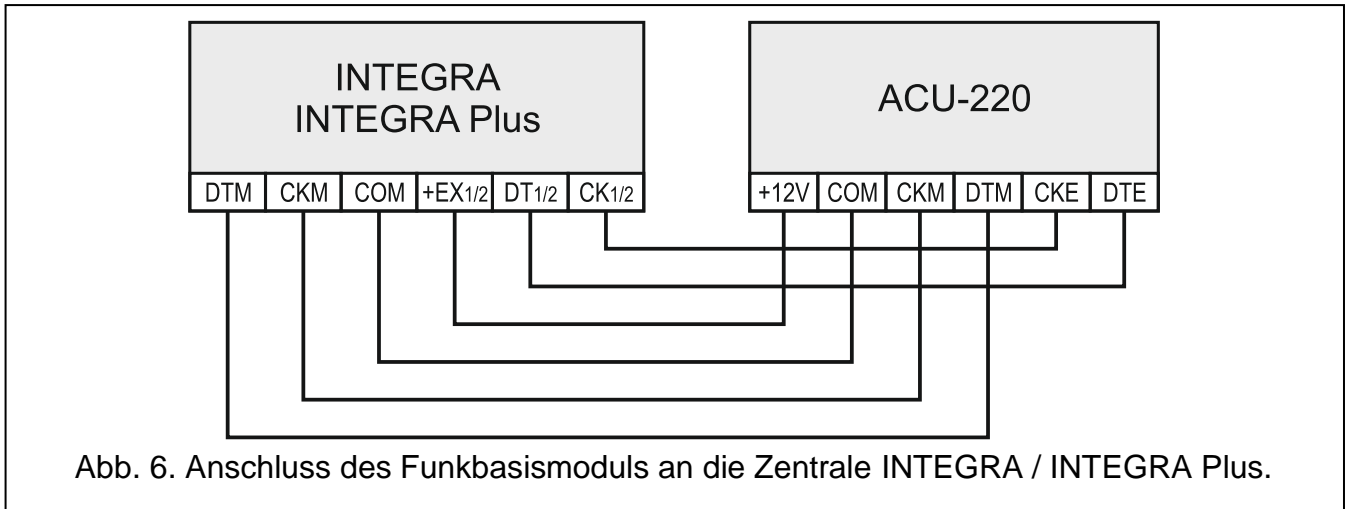 INTEGRA
INTEGRA Plus
ACU-220
DTM CKM COM +EX1/2 DT1/2 CK1/2
+12V COM CKM DTM CKE DTE
Abb. 6. Anschluss des Funkbasismoduls an die Zentrale INTEGRA / INTEGRA Plus.